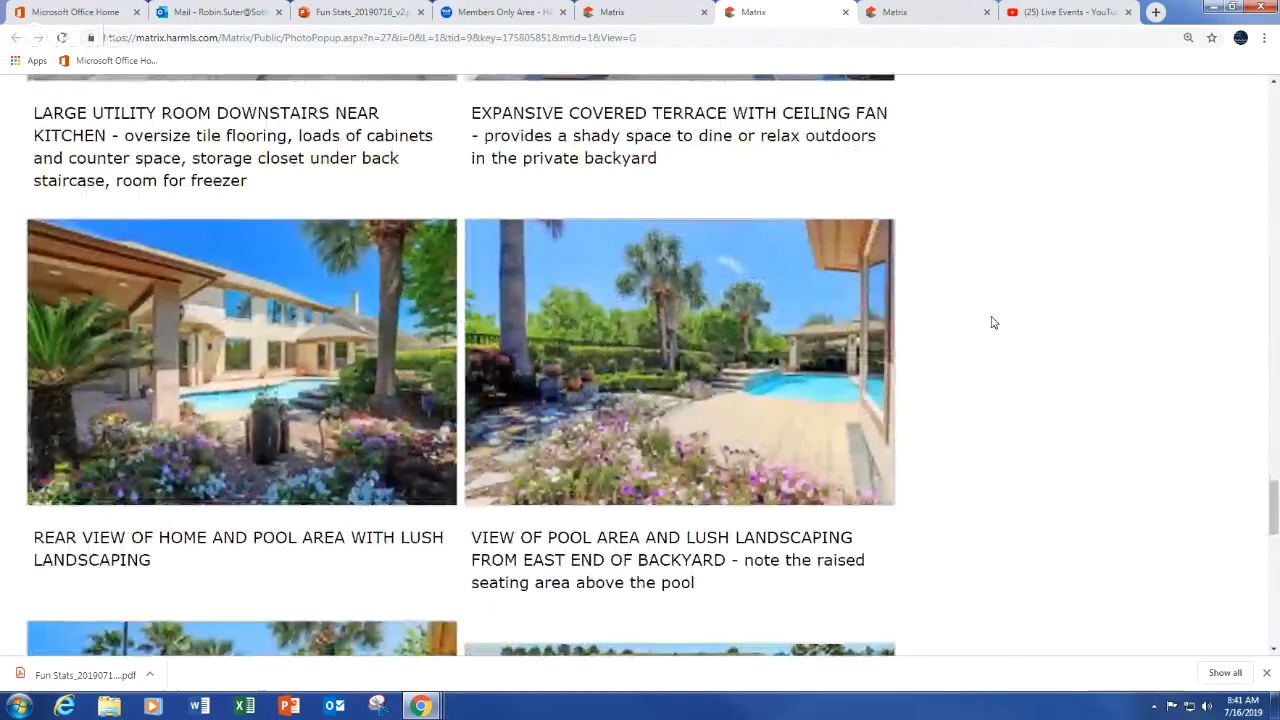 Microsoft Office Home
Mail - Robin.Suter@Soth
Fun Stats_20190716_v2.p
Members Only Area - HA
Matrix
Matrix
Matrix
(25) Live Events - YouTu
https://matrix.harmls.com/Matrix/Public/PhotoPopup.aspx?n=27&i=0&L=1&tid=9&key=175805851&mtid=1&View=G
Apps
Microsoft Office Ho...
LARGE UTILITY ROOM DOWNSTAIRS NEAR
KITCHEN - oversize tile flooring, loads of cabinets
and counter space, storage closet under back
staircase, room for freezer
EXPANSIVE COVERED TERRACE WITH CEILING FAN
- provides a shady space to dine or relax outdoors
in the private backyard
REAR VIEW OF HOME AND POOL AREA WITH LUSH
LANDSCAPING
VIEW OF POOL AREA AND LUSH LANDSCAPING
FROM EAST END OF BACKYARD - note the raised
seating area above the pool
Fun Stats_2019071....pdf
Show all
8:41 AM
7/16/2019